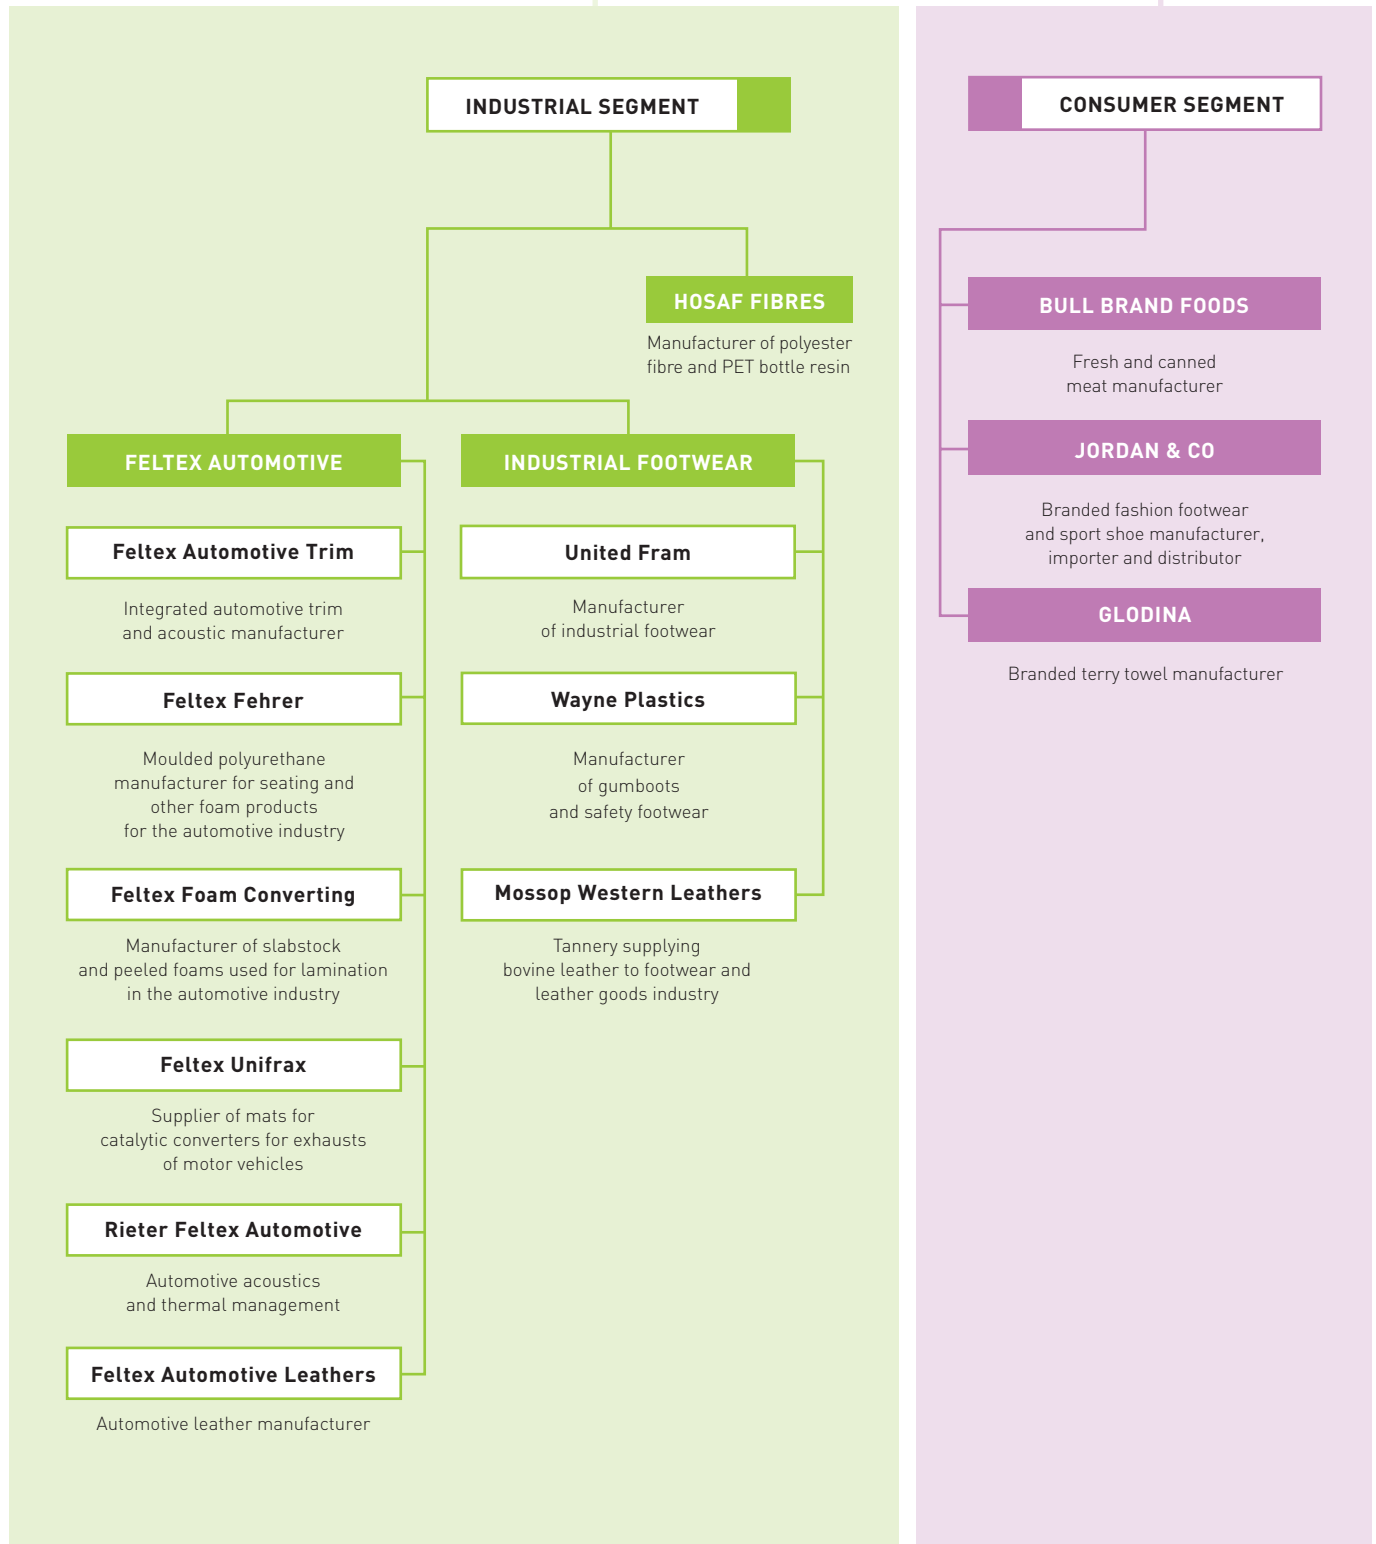 INDUSTRIAL SEGMENT
HOSAF FIBRES
Manufacturer of polyester
fibre and PET bottle resin
FELTEX AUTOMOTIVE
Feltex Automotive Trim
Integrated automotive trim
and acoustic manufacturer
Feltex Fehrer
Moulded polyurethane
manufacturer for seating and
other foam products
for the automotive industry
Feltex Foam Converting
Manufacturer of slabstock
and peeled foams used for lamination
in the automotive industry
Feltex Unifrax
Supplier of mats for
catalytic converters for exhausts
of motor vehicles
Rieter Feltex Automotive
Automotive acoustics
and thermal management
Feltex Automotive Leathers
Automotive leather manufacturer
INDUSTRIAL FOOTWEAR
United Fram
Manufacturer
of industrial footwear
Wayne Plastics
Manufacturer
of gumboots
and safety footwear
Mossop Western Leathers
Tannery supplying
bovine leather to footwear and
leather goods industry
CONSUMER SEGMENT
BULL BRAND FOODS
Fresh and canned
meat manufacturer
JORDAN & CO
Branded fashion footwear
and sport shoe manufacturer,
importer and distributor
GLODINA
Branded terry towel manufacturer